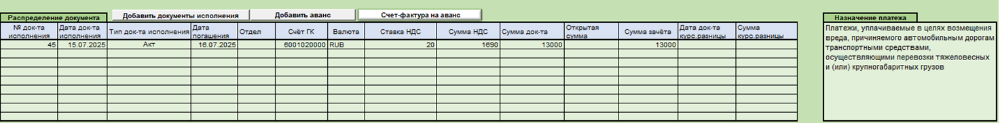 Распределение документа
Добавить документы исполнения
Добавить аванс
Счет-фактура на аванс
Назначение платежа
№ док-та исполнения
Дата док-та исполнения
Тип док-та исполнения
Дата погашения
Отдел
Счёт ГК
Валюта
Ставка НДС
Сумма НДС
Сумма док-та
Открытая сумма
Сумма зачёта
Дата док-та курс.разницы
Сумма курс.разницы
45 15.07.2025 Акт 16.07.2025 6001020000 RUB 20 1690 13000 13000
Платежи, уплачиваемые в целях возмещения
вреда, причиняемого автомобильным дорогам
транспортными средствами,
осуществляющими перевозки тяжеловесных
и (или) крупногабаритных грузов